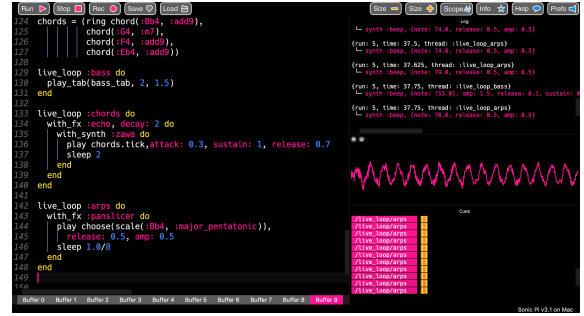 Run Stop Rec Save Load Size Size Scope Info Help Prefs
124 chords = (ring chord(:Bb4, :add9),
125 chord(:G4, :m7),
126 chord(:F4, :add9),
127 chord(:Eb4, :add9))
128
129 live_loop :bass do
130 play_tab(bass_tab, 2, 1.5)
131 end
132
133 live_loop :chords do
134 with_fx :echo, decay: 2 do
135 with_synth :zawa do
136 play chords.tick,attack: 0.3, sustain: 1, release: 0.7
137 sleep 2
138 end
139 end
140 end
141
142 live_loop :arps do
143 with_fx :panslicer do
144 play choose(scale(:Bb4, :major_pentatonic)),
145 release: 0.5, amp: 0.5
146 sleep 1.0/8
147 end
148 end
149
150
Buffer 0 Buffer 1 Buffer 2 Buffer 3 Buffer 4 Buffer 5 Buffer 6 Buffer 7 Buffer 8 Buffer 9
Log
synth :beep, {note: 74.0, release: 0.5, amp: 0.5}
{run: 5, time: 37.5, thread: :live_loop_arps}
synth :beep, {note: 74.0, release: 0.5, amp: 0.5}
{run: 5, time: 37.625, thread: :live_loop_arps}
synth :beep, {note: 79.0, release: 0.5, amp: 0.5}
{run: 5, time: 37.75, thread: :live_loop_bass}
synth :beep, {note: [53.0], amp: 1.5, release: 0.1, sustain:
{run: 5, time: 37.75, thread: :live_loop_arps}
synth :beep, {note: 70.0, release: 0.5, amp: 0.5}
Cues
/live_loop/arps
/live_loop/arps
/live_loop/arps
/live_loop/arps
/live_loop/arps
/live_loop/arps
/live_loop/arps
/live_loop/arps
/live_loop/arps
Sonic Pi v3.1 on Mac